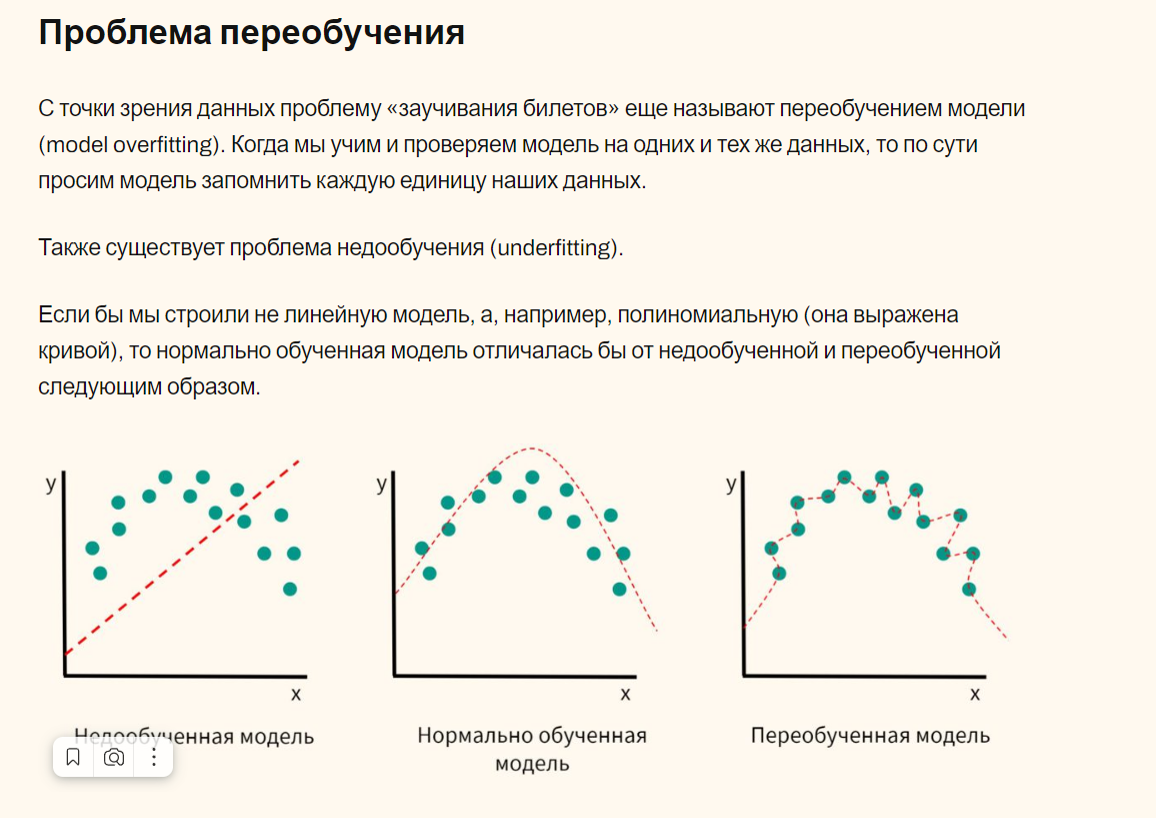 Проблема переобучения
С точки зрения данных проблему «заучивания билетов» еще называют переобучением модели
(model overfitting). Когда мы учим и проверяем модель на одних и тех же данных, то по сути
просим модель запомнить каждую единицу наших данных.
Также существует проблема недообучения (underfitting).
Если бы мы строили не линейную модель, а, например, полиномиальную (она выражена
кривой), то нормально обученная модель отличалась бы от недообученной и переобученной
следующим образом.
y
y
y
x
x
x
Недообученная модель
Нормально обученная
модель
Переобученная модель